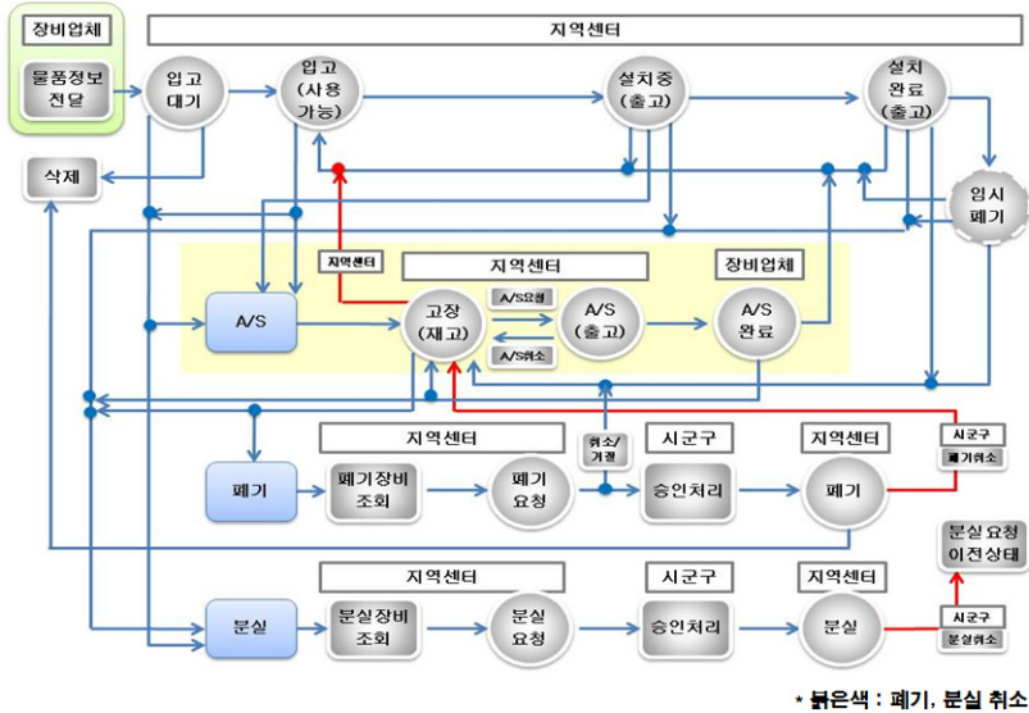 장비업체
지역센터
물품정보
전달
입고
대기
입고
(사용
가능)
설치중
(출고)
설치
완료
(출고)
삭제
임시
폐기
지역센터
지역센터
장비업체
A/S
고장
(재고)
A/S요청
A/S취소
A/S
(출고)
A/S
완료
지역센터
취소/
거절
시군구
지역센터
시군구
폐기취소
폐기
폐기장비
조회
폐기
요청
승인처리
폐기
분실요청
이전상태
지역센터
시군구
지역센터
분실
분실장비
조회
분실
요청
승인처리
분실
시군구
분실취소
* 붉은색 : 폐기, 분실 취소